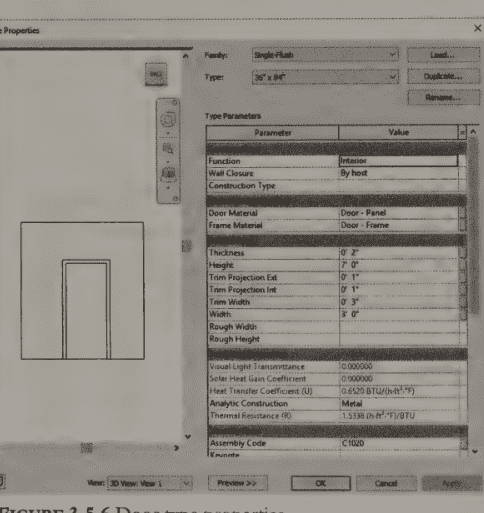 Properties
Family: Single-Flush Load...
Type: 36" x 84" Duplicate...
Rename...
Type Parameters
Parameter Value =
Function Interior
Wall Closure By host
Construction Type
Door Material Door - Panel
Frame Material Door - Frame
Thickness 0' 2"
Height 7' 0"
Trim Projection Ext 0' 1"
Trim Projection Int 0' 1"
Trim Width 0' 3"
Width 3' 0"
Rough Width
Rough Height
Visual Light Transmittance 0.000000
Solar Heat Gain Coefficient 0.000000
Heat Transfer Coefficient (U) 0.6520 BTU/(h·ft²·°F)
Analytic Construction Metal
Thermal Resistance (R) 1.5338 (h·ft²·°F)/BTU
Assembly Code C1020
Keynote
View: 3D View: View 1 Preview >> OK Cancel Apply
FIGURE 3.5.6 Door type properties